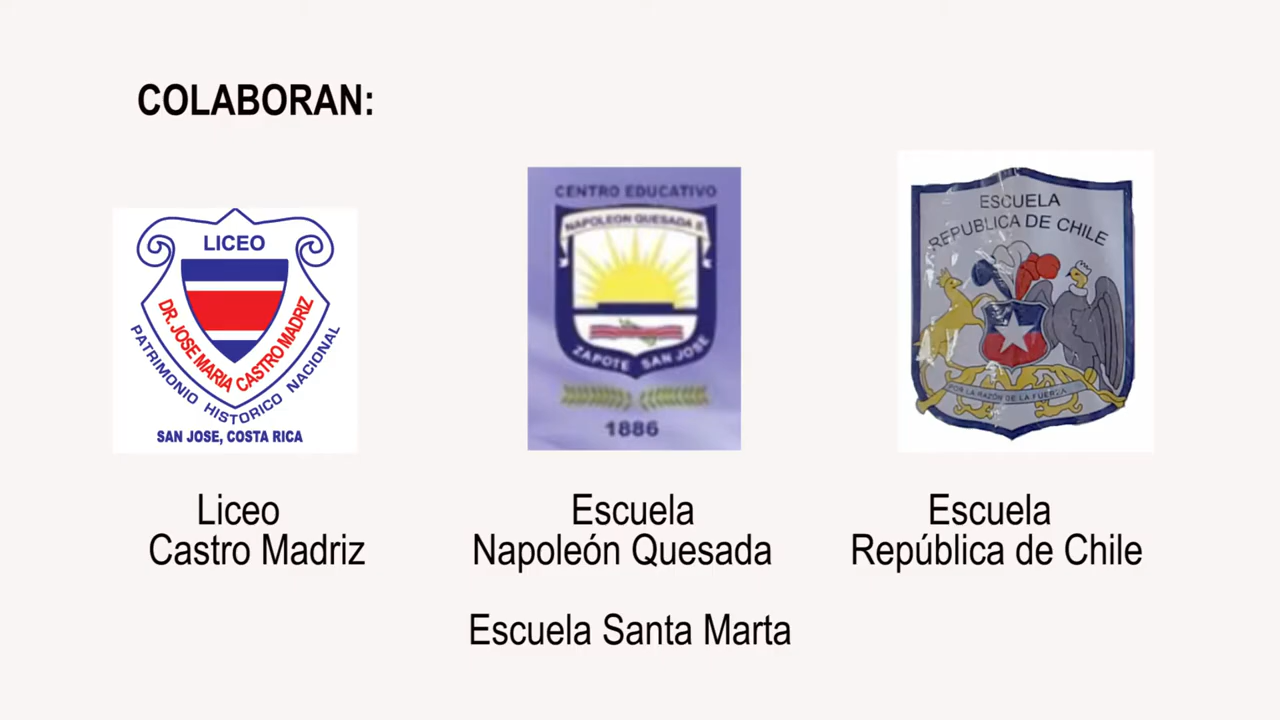 COLABORAN:
LICEO
DR. JOSE MARIA CASTRO MADRIZ
PATRIMONIO HISTORICO NACIONAL
SAN JOSE, COSTA RICA
CENTRO EDUCATIVO
NAPOLEON QUESADA S.
ZAPOTE SAN JOSE
1886
ESCUELA
REPUBLICA DE CHILE
POR LA RAZÓN DE LA FUERZA
Liceo
Castro Madriz
Escuela
Napoleón Quesada
Escuela
República de Chile
Escuela Santa Marta